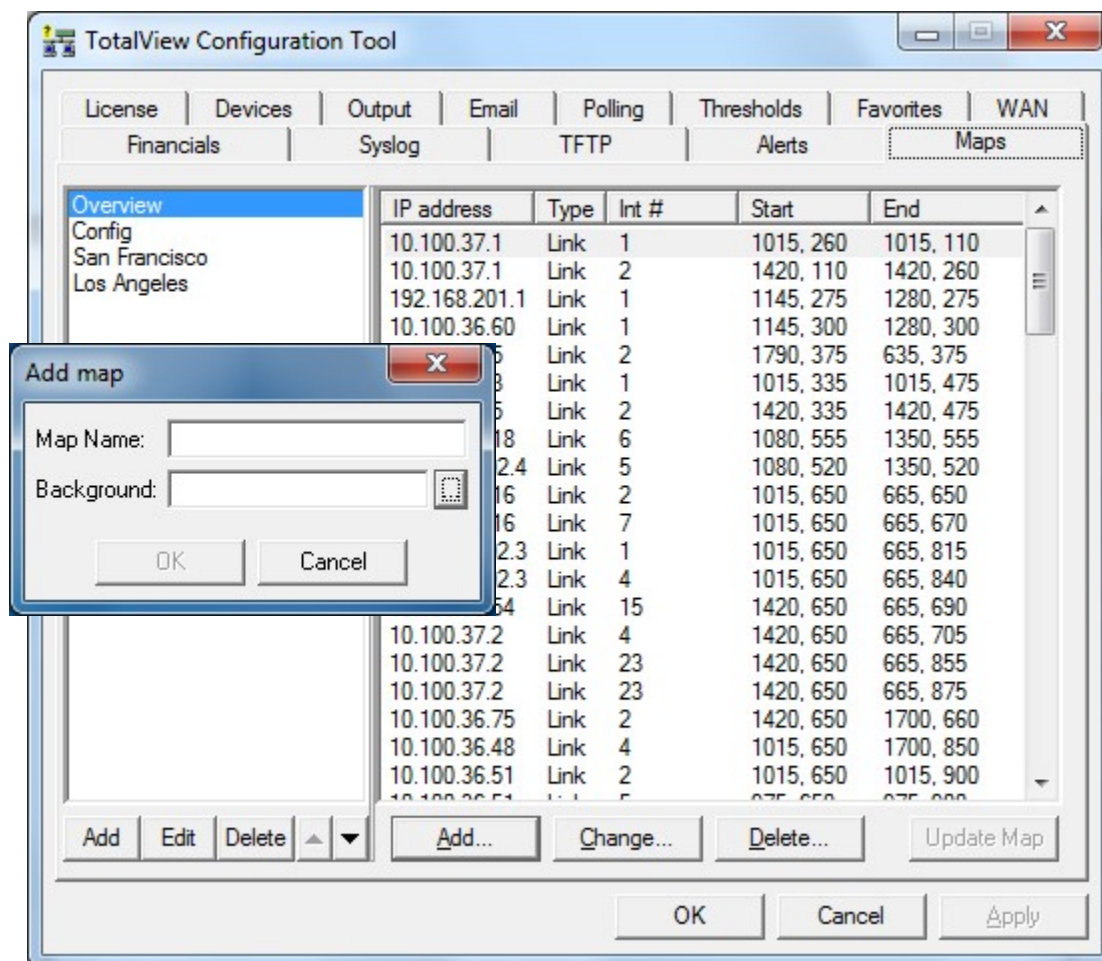 TotalView Configuration Tool
License Devices Output Email Polling Thresholds Favorites WAN
Financials Syslog TFTP Alerts Maps
Overview
Config
San Francisco
Los Angeles
IP address Type Int # Start End
10.100.37.1 Link 1 1015, 260 1015, 110
10.100.37.1 Link 2 1420, 110 1420, 260
192.168.201.1 Link 1 1145, 275 1280, 275
10.100.36.60 Link 1 1145, 300 1280, 300
Link 2 1790, 375 635, 375
Link 1 1015, 335 1015, 475
Link 2 1420, 335 1420, 475
18 Link 6 1080, 555 1350, 555
2.4 Link 5 1080, 520 1350, 520
16 Link 2 1015, 650 665, 650
16 Link 7 1015, 650 665, 670
2.3 Link 1 1015, 650 665, 815
2.3 Link 4 1015, 650 665, 840
Link 15 1420, 650 665, 690
10.100.37.2 Link 4 1420, 650 665, 705
10.100.37.2 Link 23 1420, 650 665, 855
10.100.37.2 Link 23 1420, 650 665, 875
10.100.36.75 Link 2 1420, 650 1700, 660
10.100.36.48 Link 4 1015, 650 1700, 850
10.100.36.51 Link 2 1015, 650 1015, 900
Add map
Map Name:
Background:
OK Cancel
Add Edit Delete
Add... Change... Delete... Update Map
OK Cancel Apply